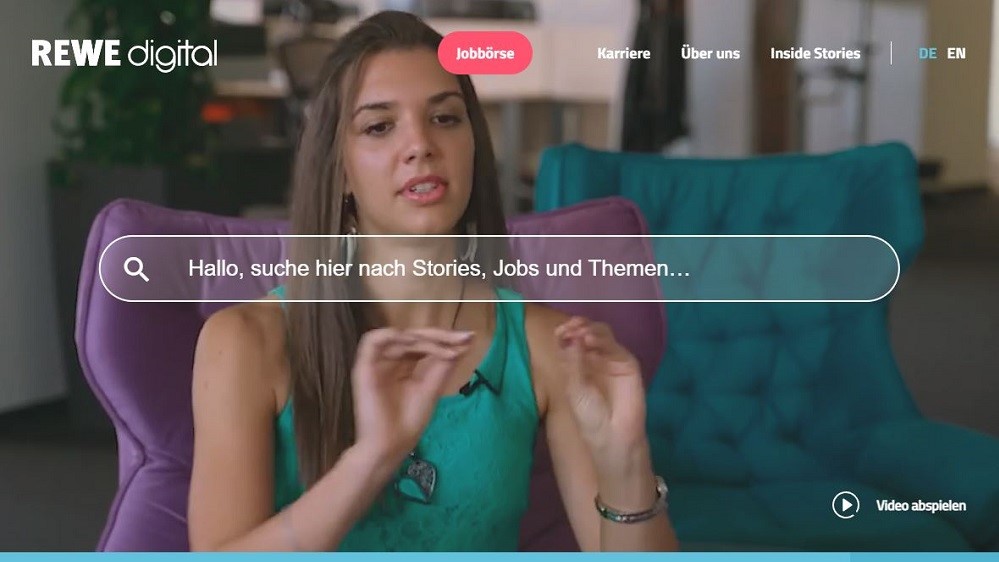 REWE digital
Jobbörse
Karriere
Über uns
Inside Stories
DE EN
Hallo, suche hier nach Stories, Jobs und Themen...
Video abspielen